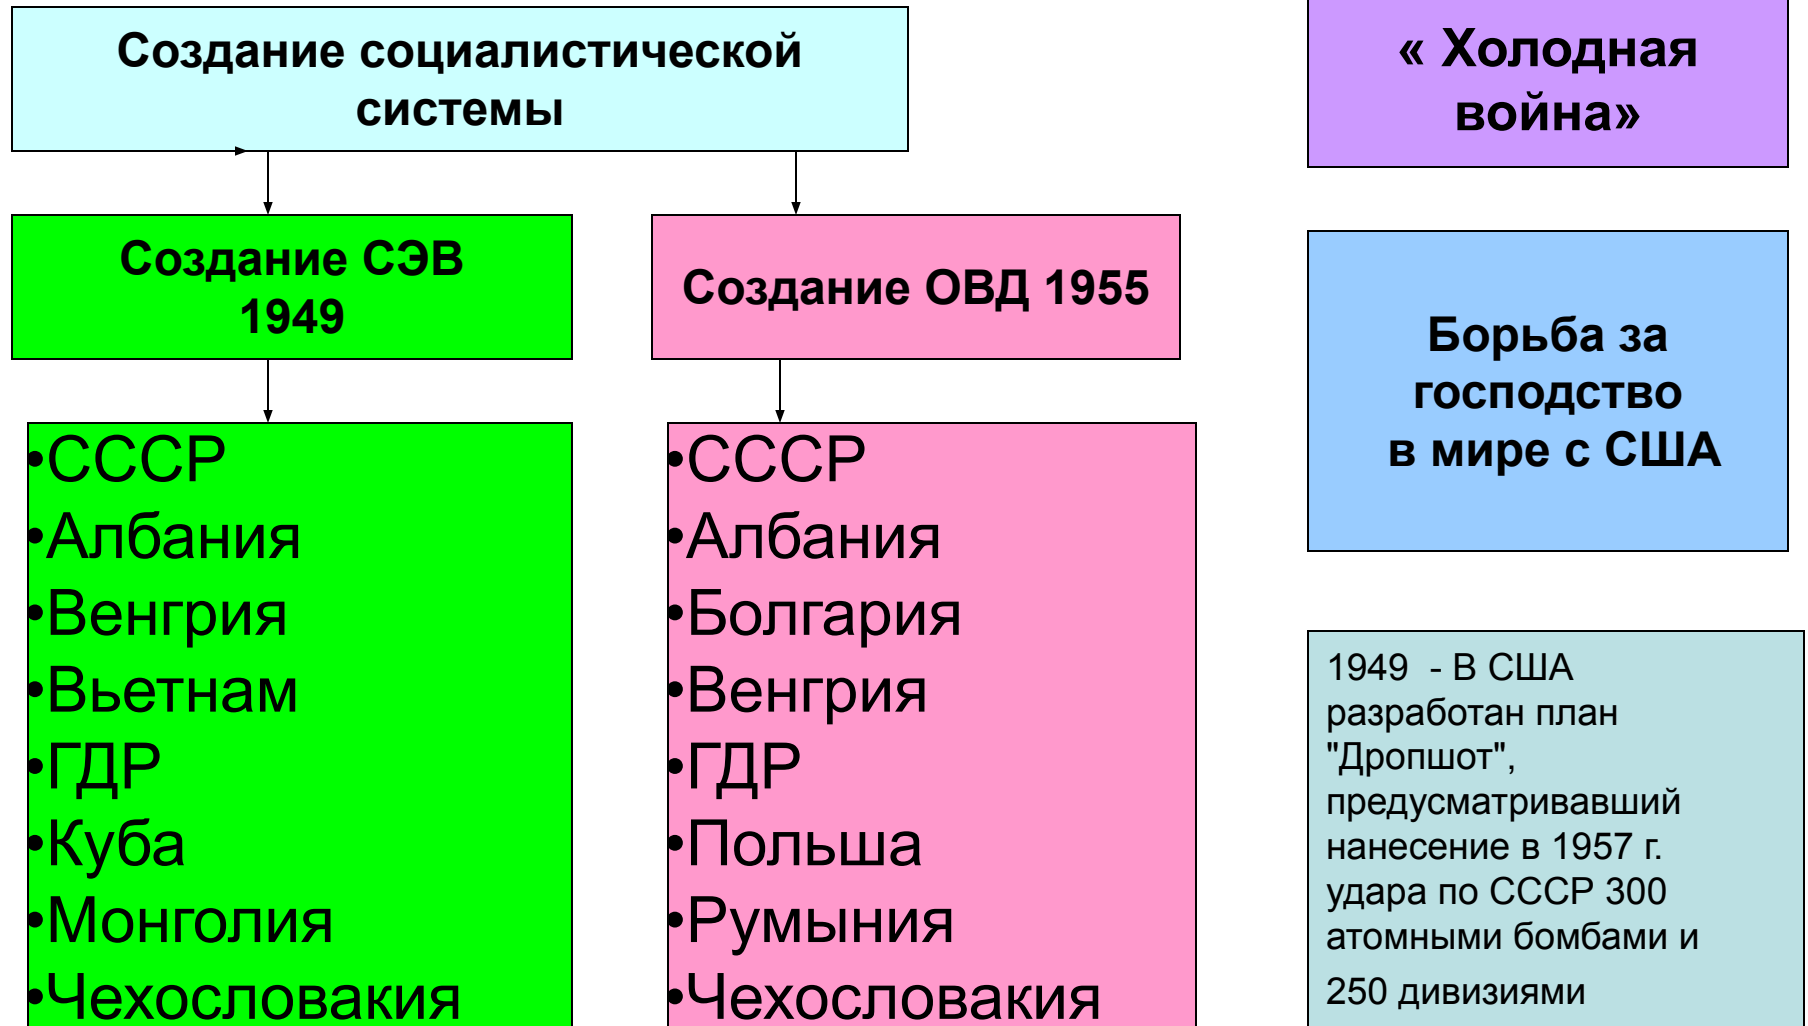 Создание социалистической
системы
Создание СЭВ
1949
•СССР
•Албания
•Венгрия
•Вьетнам
•ГДР
•Куба
•Монголия
•Чехословакия
Создание ОВД 1955
•СССР
•Албания
•Болгария
•Венгрия
•ГДР
•Польша
•Румыния
•Чехословакия
« Холодная
война»
Борьба за
господство
в мире с США
1949 - В США
разработан план
"Дропшот",
предусматривавший
нанесение в 1957 г.
удара по СССР 300
атомными бомбами и
250 дивизиями